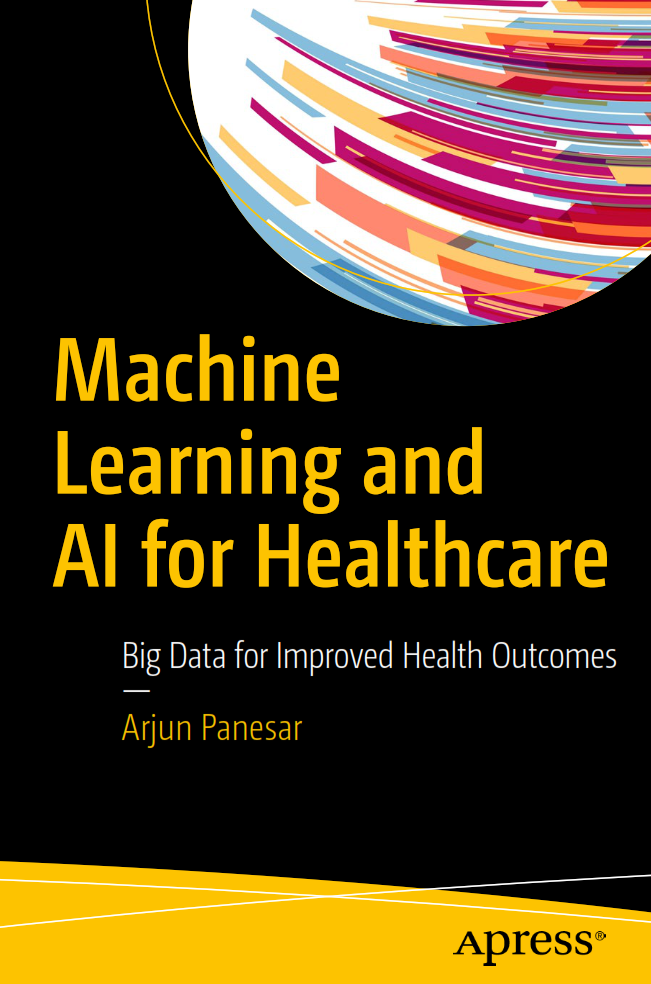 Machine
Learning and
AI for Healthcare
Big Data for Improved Health Outcomes
—
Arjun Panesar
Apress®